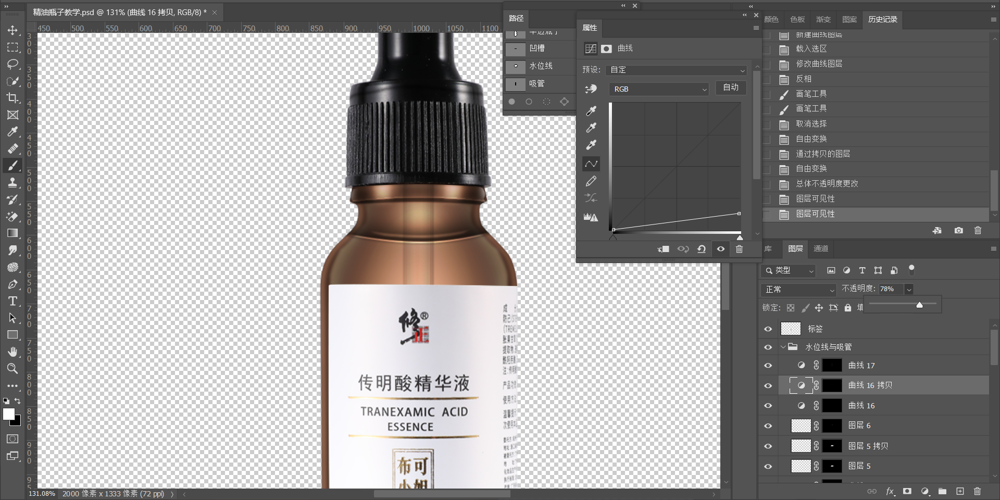 精油瓶子教学.psd @ 131% (曲线 16 拷贝, RGB/8) *
450 500 550 600 650 700 750 800 850 900 950 1000 1050 1100
300
350
400
450
500
550
600
650
700
750
800
850
900
修®
传明酸精华液
TRANEXAMIC ACID
ESSENCE
布可
小姐
131.08% 2000 像素 x 1333 像素 (72 ppi)
路径
凹槽
水位线
吸管
属性
曲线
预设: 自定
RGB 自动
颜色 色板 渐变 图案 历史记录
新建曲线图层
载入选区
修改曲线图层
反相
画笔工具
画笔工具
取消选择
自由变换
通过拷贝的图层
自由变换
总体不透明度更改
图层可见性
图层可见性
库 图层 通道
类型
正常 不透明度: 78%
锁定: 填
标签
水位线与吸管
曲线 17
曲线 16 拷贝
曲线 16
图层 6
图层 5 拷贝
图层 5
fx